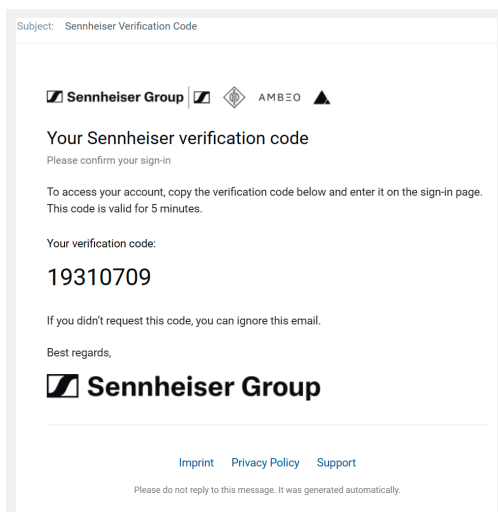 Subject: Sennheiser Verification Code
Sennheiser Group AMBEO
Your Sennheiser verification code
Please confirm your sign-in
To access your account, copy the verification code below and enter it on the sign-in page.
This code is valid for 5 minutes.
Your verification code:
19310709
If you didn't request this code, you can ignore this email.
Best regards,
Sennheiser Group
Imprint Privacy Policy Support
Please do not reply to this message. It was generated automatically.